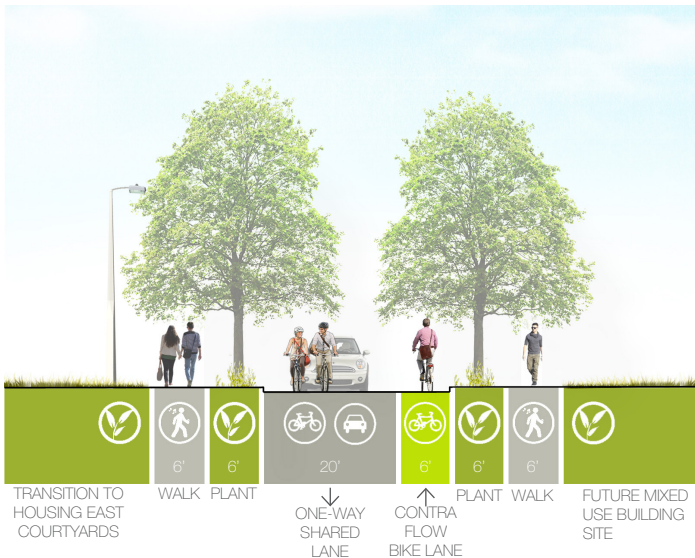 6'
6'
20'
6'
6'
6'
TRANSITION TO
HOUSING EAST
COURTYARDS
WALK
PLANT
ONE-WAY
SHARED
LANE
CONTRA
FLOW
BIKE LANE
PLANT
WALK
FUTURE MIXED
USE BUILDING
SITE